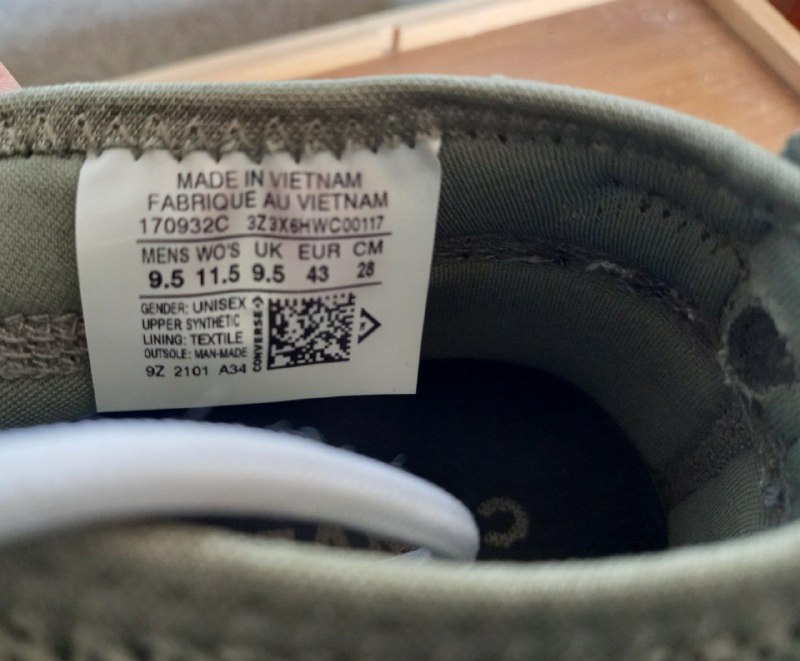 MADE IN VIETNAM
FABRIQUE AU VIETNAM
170932C 3Z3X6HWC00117
MENS WO'S UK EUR CM
9.5 11.5 9.5 43 28
GENDER: UNISEX
UPPER SYNTHETIC
LINING: TEXTILE
OUTSOLE: MAN-MADE
9Z 2101 A34
CONVERSE